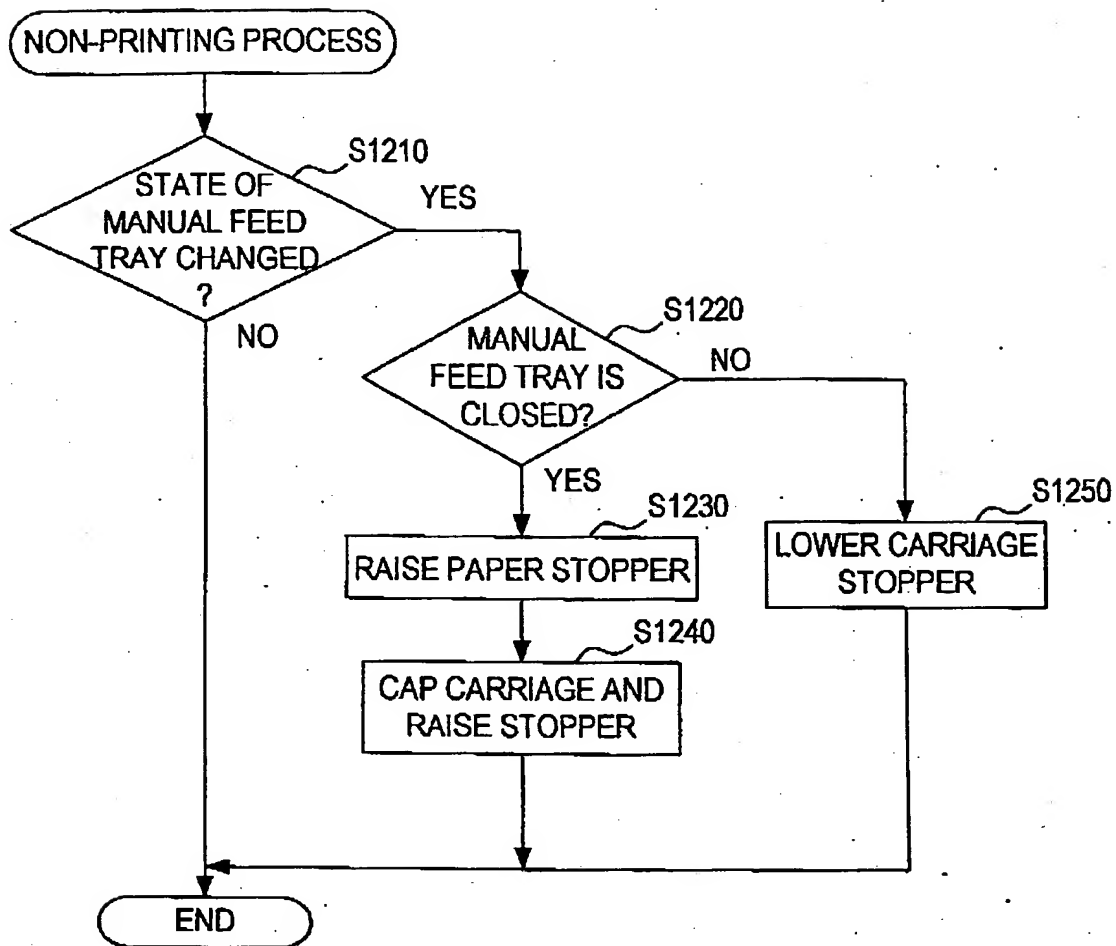 NON-PRINTING PROCESS
S1210
STATE OF
MANUAL FEED
TRAY CHANGED
?
YES
NO
S1220
MANUAL
FEED TRAY IS
CLOSED?
NO
YES
S1230
RAISE PAPER STOPPER
S1250
LOWER CARRIAGE
STOPPER
S1240
CAP CARRIAGE AND
RAISE STOPPER
END